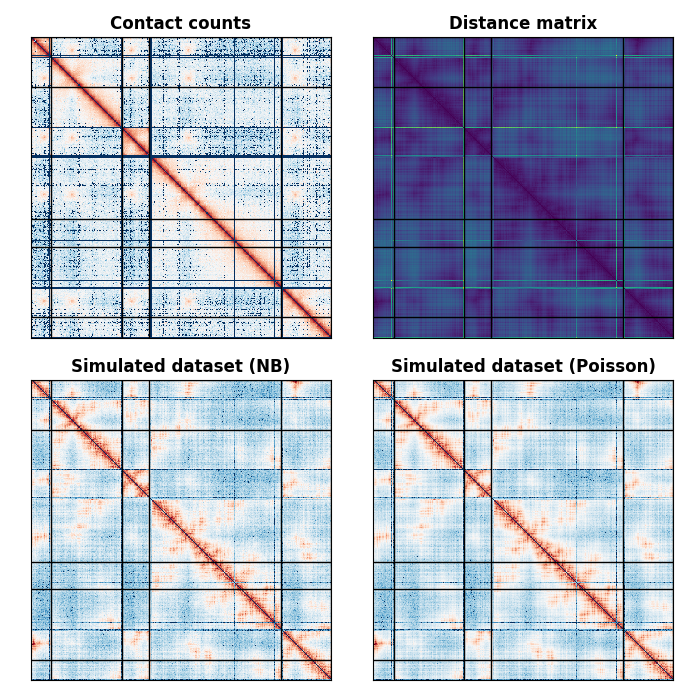 Contact counts
Distance matrix
Simulated dataset (NB)
Simulated dataset (Poisson)